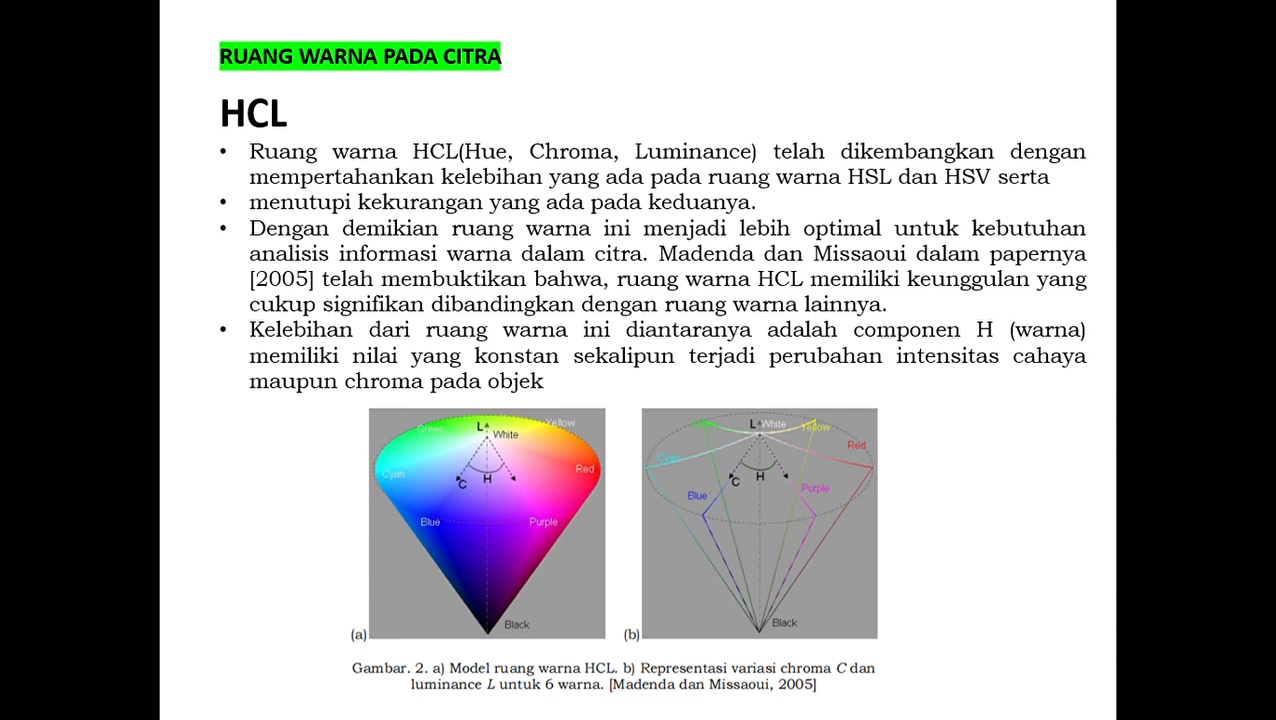 RUANG WARNA PADA CITRA
HCL
• Ruang warna HCL(Hue, Chroma, Luminance) telah dikembangkan dengan
mempertahankan kelebihan yang ada pada ruang warna HSL dan HSV serta
• menutupi kekurangan yang ada pada keduanya.
• Dengan demikian ruang warna ini menjadi lebih optimal untuk kebutuhan
analisis informasi warna dalam citra. Madenda dan Missaoui dalam papernya
[2005] telah membuktikan bahwa, ruang warna HCL memiliki keunggulan yang
cukup signifikan dibandingkan dengan ruang warna lainnya.
• Kelebihan dari ruang warna ini diantaranya adalah componen H (warna)
memiliki nilai yang konstan sekalipun terjadi perubahan intensitas cahaya
maupun chroma pada objek
Green
L
Yellow
White
Cyan
Red
C
H
Blue
Purple
Black
(a)
L
White
Yellow
Red
Cyan
C
H
Blue
Purple
Black
(b)
Gambar. 2. a) Model ruang warna HCL. b) Representasi variasi chroma C dan
luminance L untuk 6 warna. [Madenda dan Missaoui, 2005]